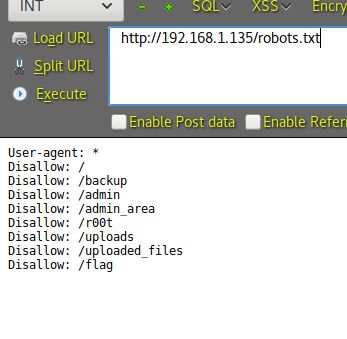 INT SQL XSS Encry
Load URL http://192.168.1.135/robots.txt
Split URL
Execute
Enable Post data Enable Referr
User-agent: *
Disallow: /
Disallow: /backup
Disallow: /admin
Disallow: /admin_area
Disallow: /r00t
Disallow: /uploads
Disallow: /uploaded_files
Disallow: /flag